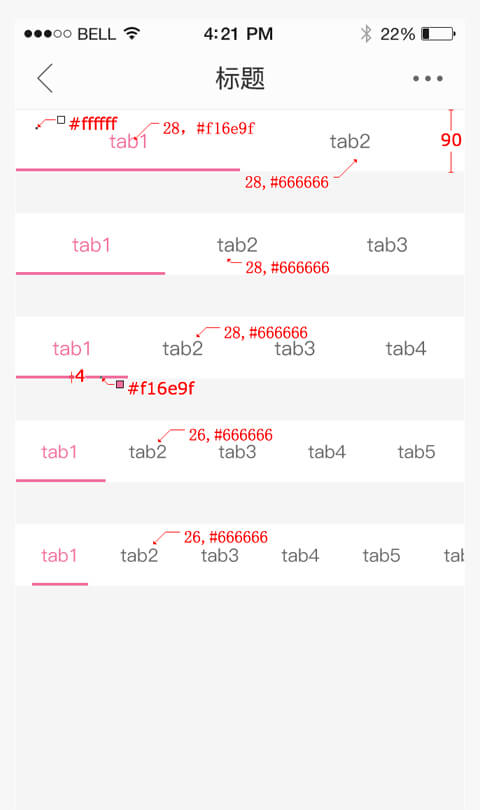 BELL 4:21 PM 22%
标题
#ffffff
28, #f16e9f
tab1 tab2
90
28,#666666
tab1 tab2 tab3
28,#666666
28,#666666
tab1 tab2 tab3 tab4
4
#f16e9f
26,#666666
tab1 tab2 tab3 tab4 tab5
26,#666666
tab1 tab2 tab3 tab4 tab5 tab